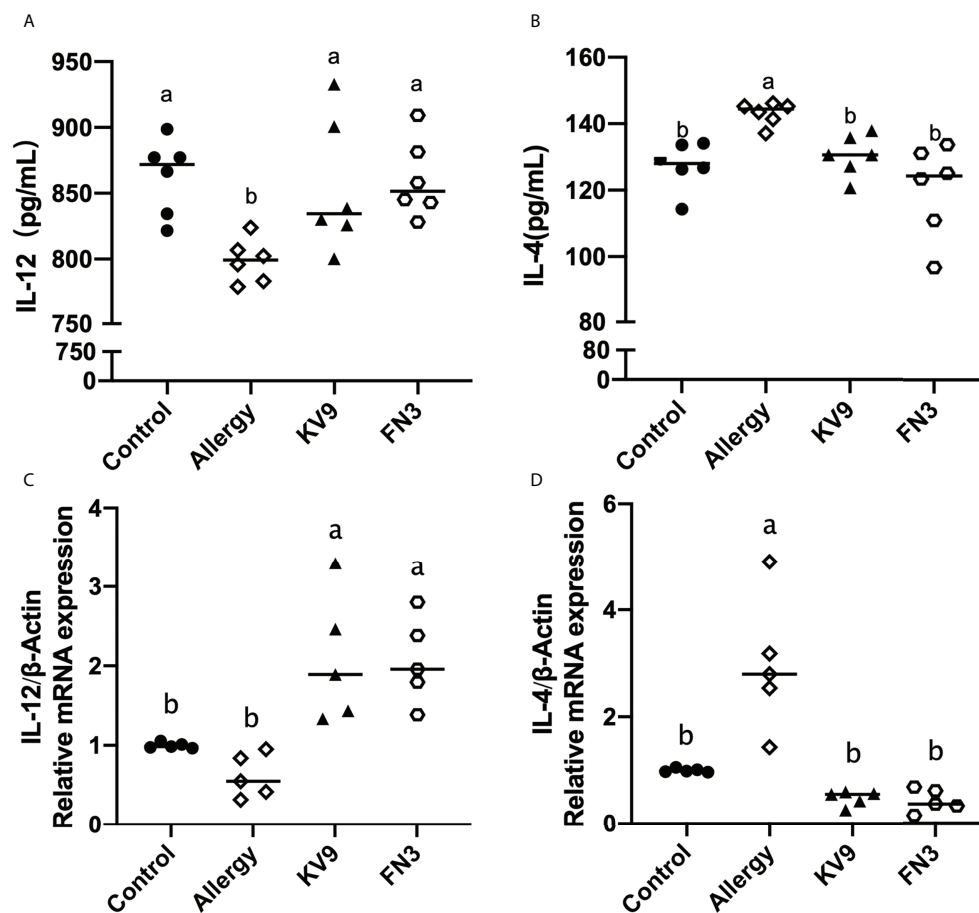 A
IL-12 (pg/mL)
950
900
850
800
750
750
0
a
b
a
a
Control
Allergy
KV9
FN3
B
IL-4(pg/mL)
160
140
120
100
80
80
0
b
a
b
b
Control
Allergy
KV9
FN3
C
IL-12/β-Actin
Relative mRNA expression
4
3
2
1
0
b
b
a
a
Control
Allergy
KV9
FN3
D
IL-4/β-Actin
Relative mRNA expression
6
4
2
0
b
a
b
b
Control
Allergy
KV9
FN3